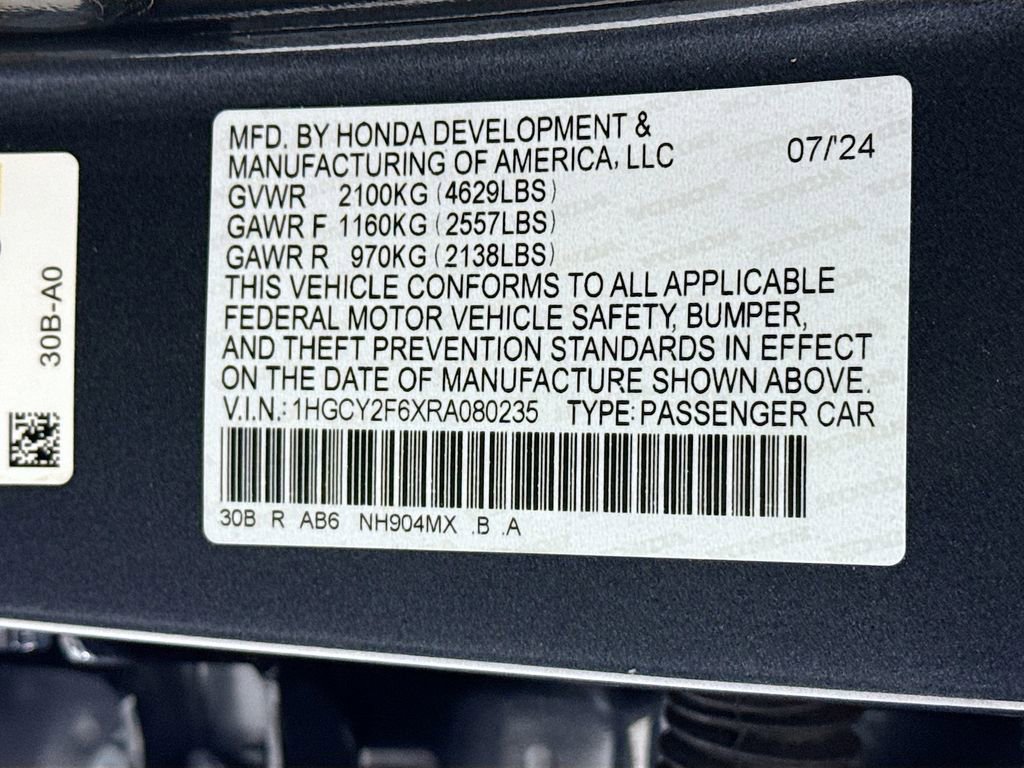 MFD. BY HONDA DEVELOPMENT &
MANUFACTURING OF AMERICA, LLC 07/'24
GVWR 2100KG (4629LBS)
GAWR F 1160KG (2557LBS)
GAWR R 970KG (2138LBS)
THIS VEHICLE CONFORMS TO ALL APPLICABLE
FEDERAL MOTOR VEHICLE SAFETY, BUMPER,
AND THEFT PREVENTION STANDARDS IN EFFECT
ON THE DATE OF MANUFACTURE SHOWN ABOVE.
V.I.N.: 1HGCY2F6XRA080235 TYPE: PASSENGER CAR
30B R AB6 NH904MX .B .A
30B-A0